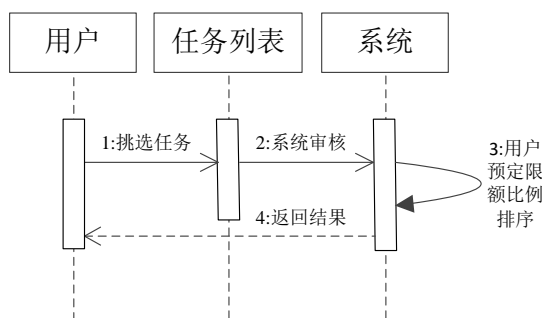 用户
任务列表
系统
1:挑选任务
2:系统审核
3:用户
预定限
额比例
排序
4:返回结果